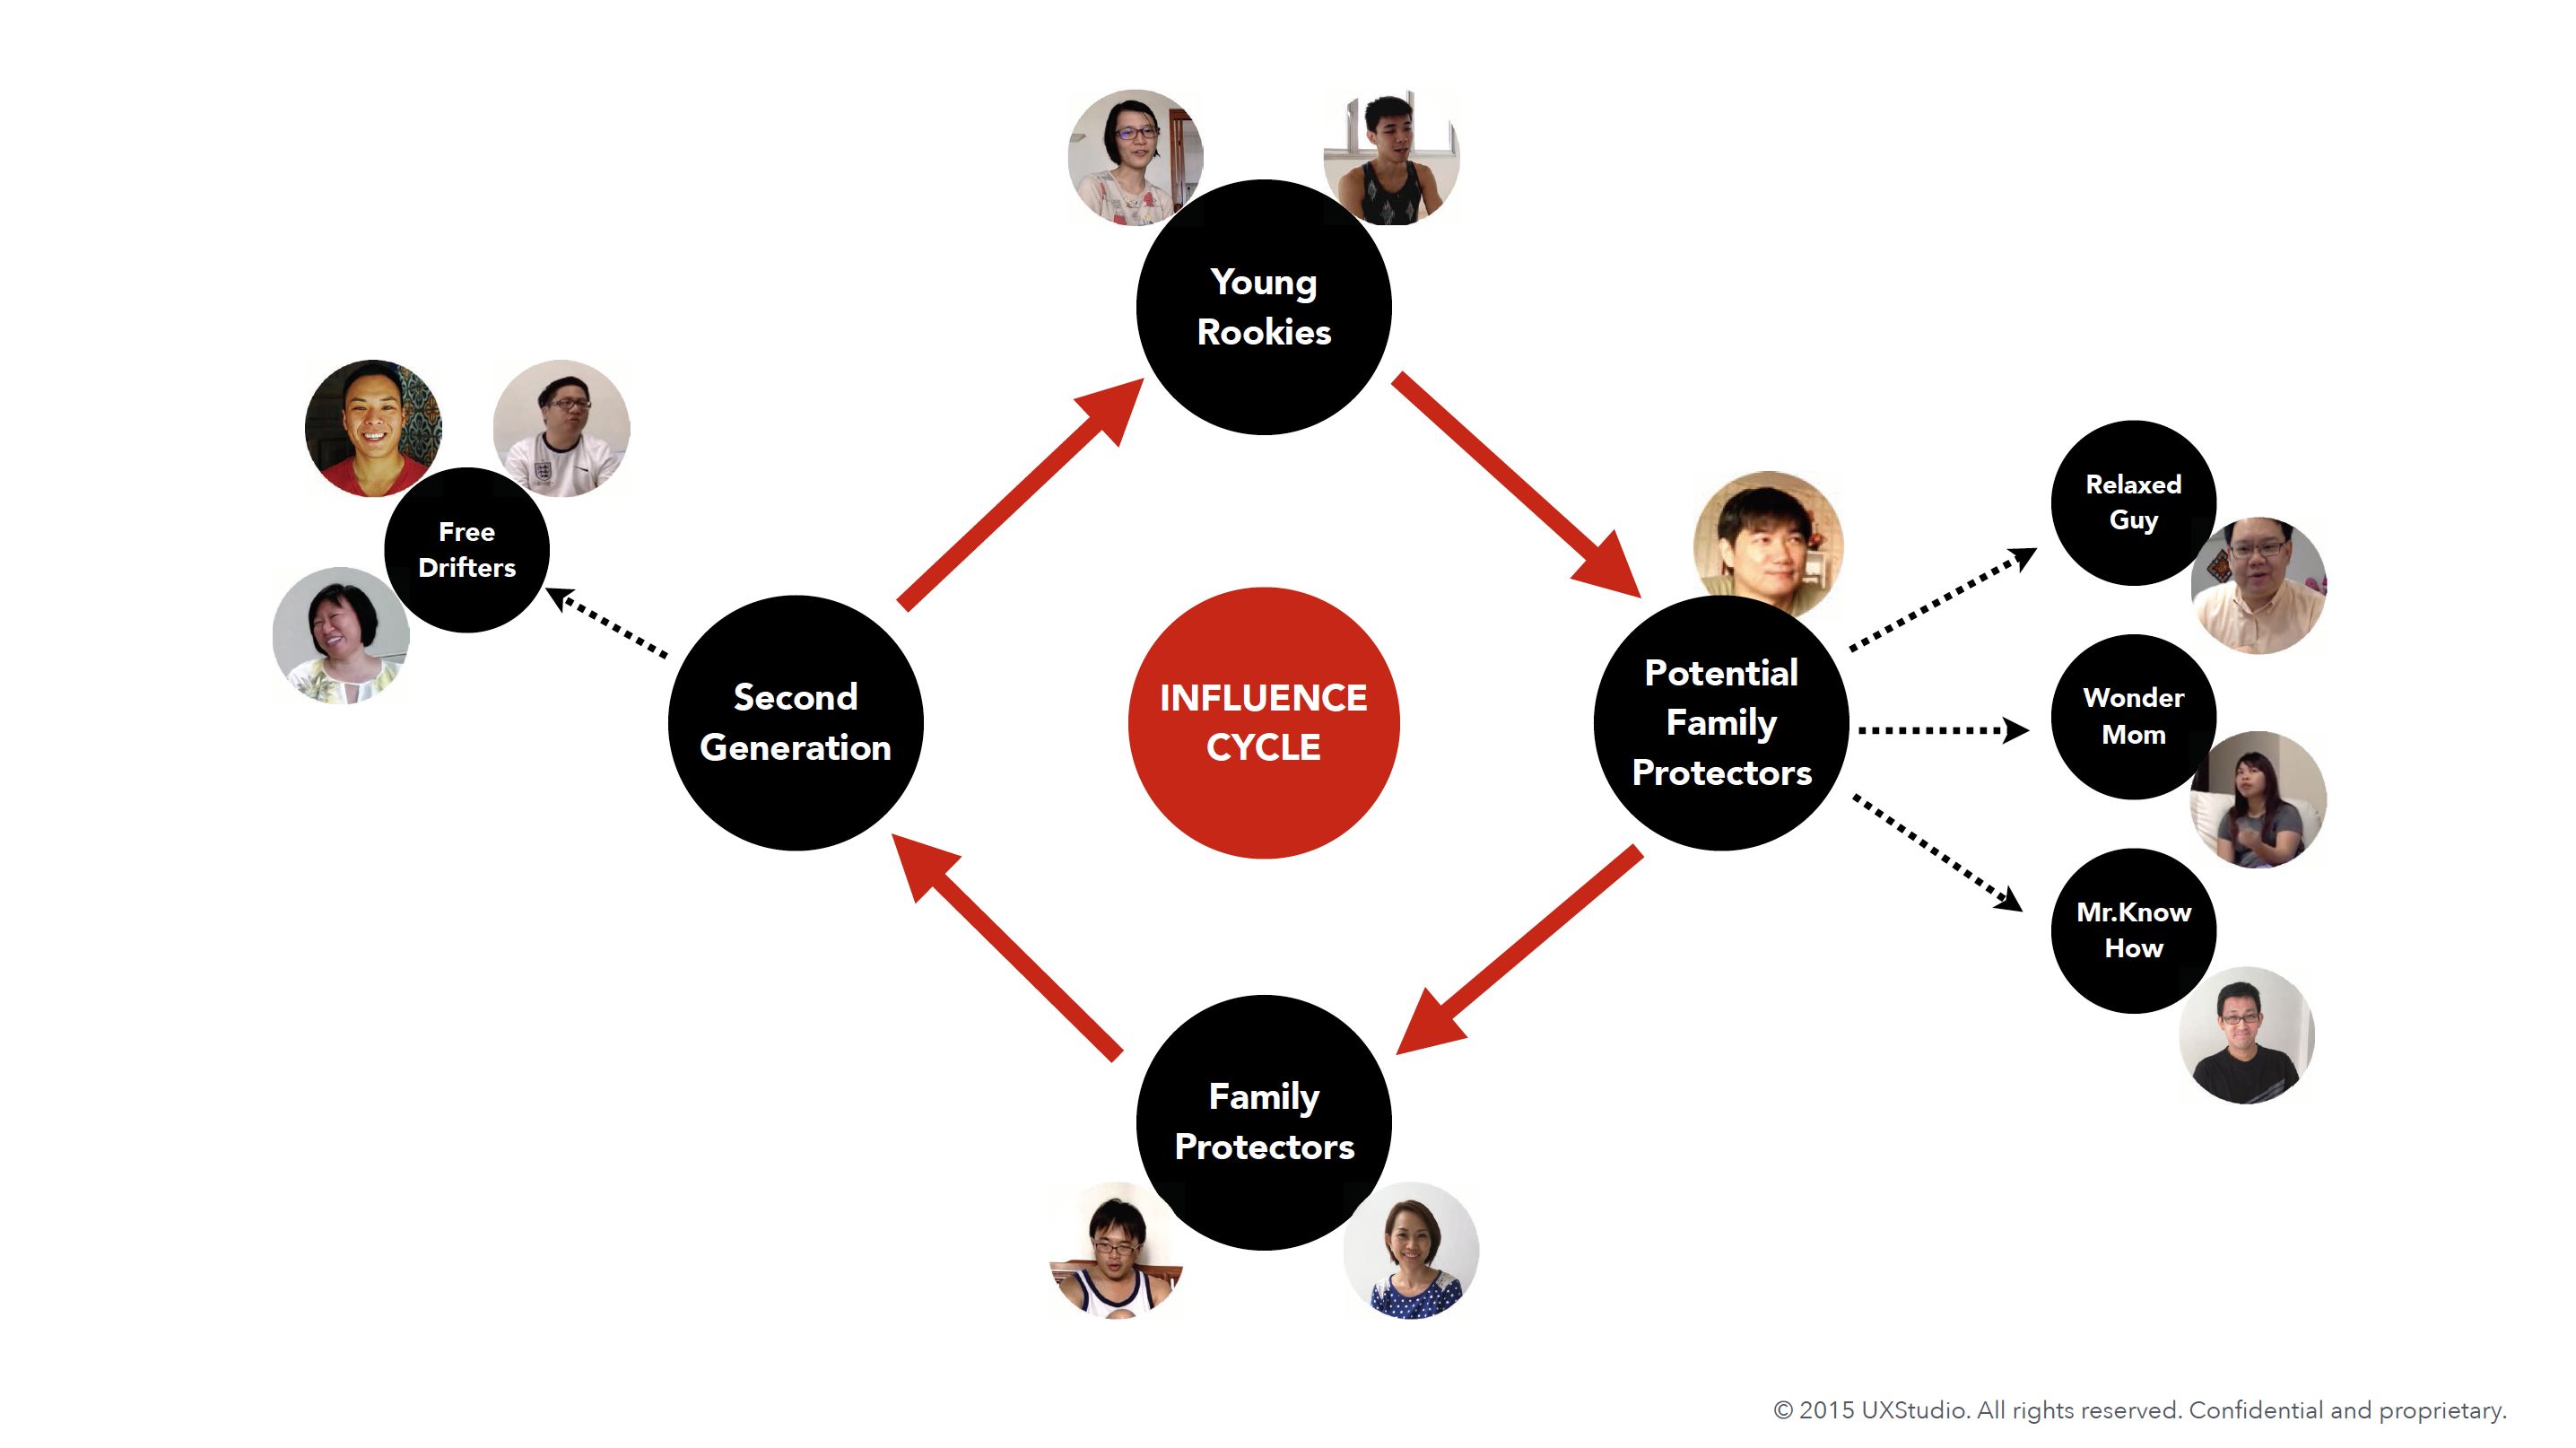 Young
Rookies
Free
Drifters
Relaxed
Guy
Second
Generation
INFLUENCE
CYCLE
Potential
Family
Protectors
Wonder
Mom
Mr.Know
How
Family
Protectors
© 2015 UXStudio. All rights reserved. Confidential and proprietary.